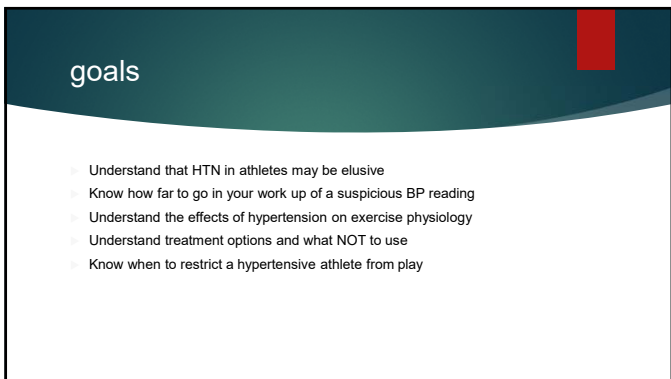 goals
Understand that HTN in athletes may be elusive
Know how far to go in your work up of a suspicious BP reading
Understand the effects of hypertension on exercise physiology
Understand treatment options and what NOT to use
Know when to restrict a hypertensive athlete from play